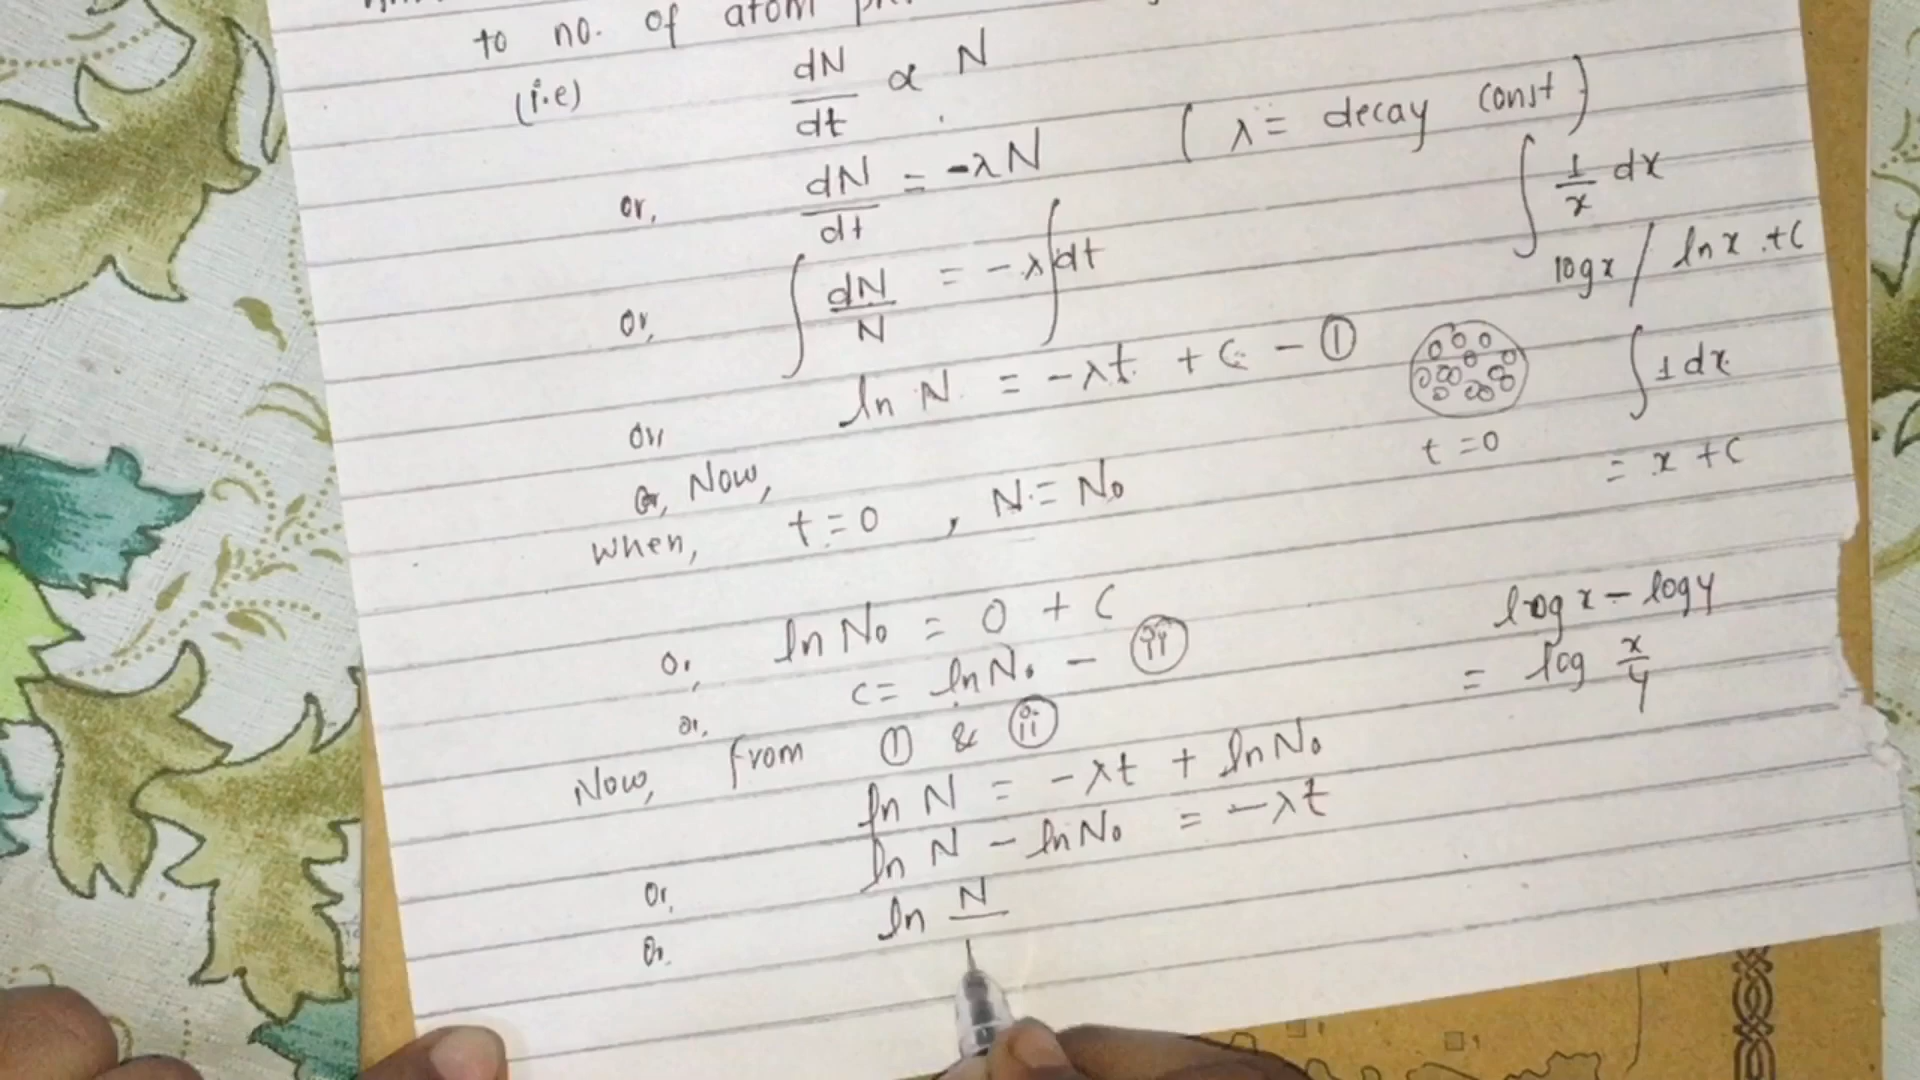 to no. of atom
(i.e) dN/dt ∝ N
or, dN/dt = -λN ( λ = decay const )
∫ 1/x dx
or, ∫ dN/N = -λ∫dt
log x / ln x + C
or, ln N = -λt + C - ①
∫ 1 dx
t = 0
= x + C
or, Now,
when, t = 0 , N = N₀
or, ln N₀ = 0 + C
log x - log y
or, C = ln N₀ - ⓘⓘ
= log x/y
Now, from ① & ⓘⓘ
ln N = -λt + ln N₀
or, ln N - ln N₀ = -λt
or, ln N